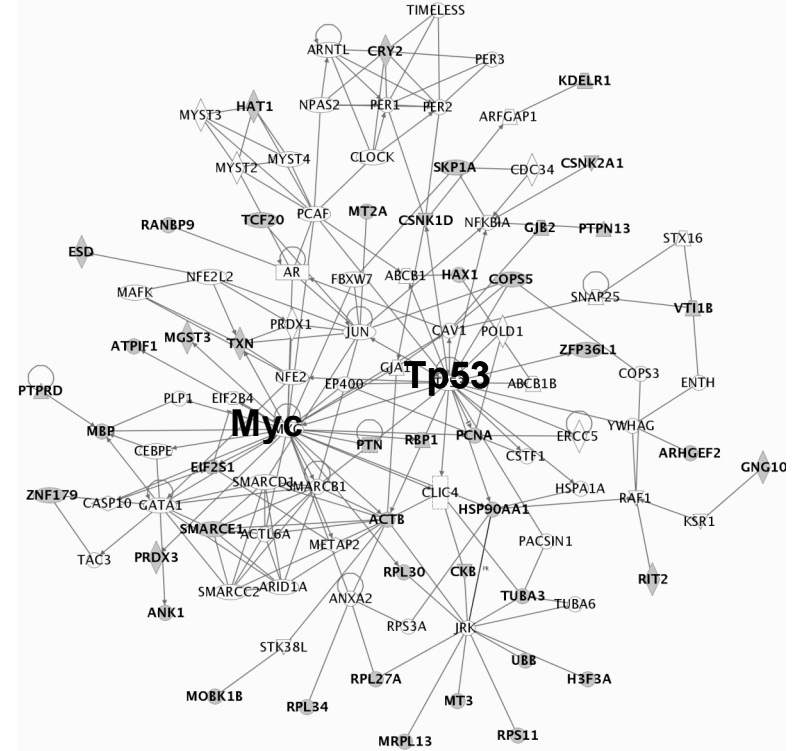 TIMELESS
ARNTL
CRY2
PER3
KDELR1
MYST3
HAT1
NPAS2
PER1
PER2
ARFGAP1
MYST2
MYST4
CLOCK
SKP1A
CDC34
CSNK2A1
PCAF
MT2A
RANBP9
TCF20
CSNK1D
NFKBIA
GJB2
PTPN13
STX16
ESD
NFE2L2
AR
FBXW7
ABCB1
HAX1
COPS5
MAFK
SNAP25
VTI1B
PRDX1
JUN
CAV1
POLD1
ATPIF1
MGST3
TXN
ZFP36L1
GJA1
Tp53
COPS3
PTPRD
NFE2
EP400
ABCB1B
ENTH
PLP1
EIF2B4
Myc
MBP
PTN
RBP1
PCNA
ERCC5
YWHAG
CEBPE
CSTF1
ARHGEF2
EIF2S1
GNG10
ZNF179
CASP10
GATA1
SMARCD1
SMARCB1
CLIC4
HSPA1A
RAF1
HSP90AA1
KSR1
SMARCE1
ACTL6A
ACTB
METAP2
PACSIN1
TAC3
PRDX3
SMARCC2
ARID1A
RPL30
CKB
PR
RIT2
ANXA2
TUBA3
TUBA6
ANK1
RPS3A
JRK
STK38L
UBB
H3F3A
MOBK1B
RPL34
RPL27A
MT3
MRPL13
RPS11